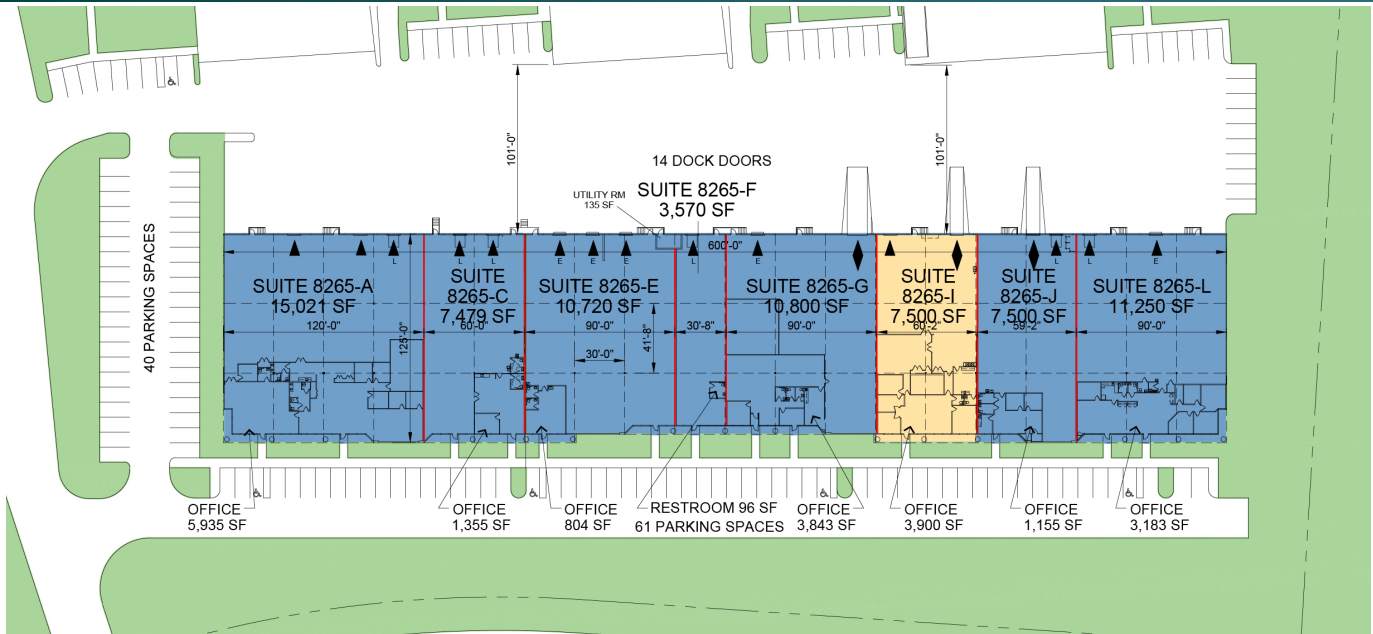 101'-0"
101'-0"
14 DOCK DOORS
UTILITY RM
135 SF
SUITE 8265-F
3,570 SF
40 PARKING SPACES
600'-0"
L
L
E
E
E
L
E
L
L
E
SUITE 8265-A
15,021 SF
120'-0"
125'-0"
SUITE
8265-C
7,479 SF
60'-0"
SUITE 8265-E
10,720 SF
90'-0"
30'-0"
41'-8"
30'-8"
SUITE 8265-G
10,800 SF
90'-0"
SUITE
8265-I
7,500 SF
60'-2"
SUITE
8265-J
7,500 SF
59'-2"
SUITE 8265-L
11,250 SF
90'-0"
OFFICE
5,935 SF
OFFICE
1,355 SF
OFFICE
804 SF
RESTROOM 96 SF
61 PARKING SPACES
OFFICE
3,843 SF
OFFICE
3,900 SF
OFFICE
1,155 SF
OFFICE
3,183 SF